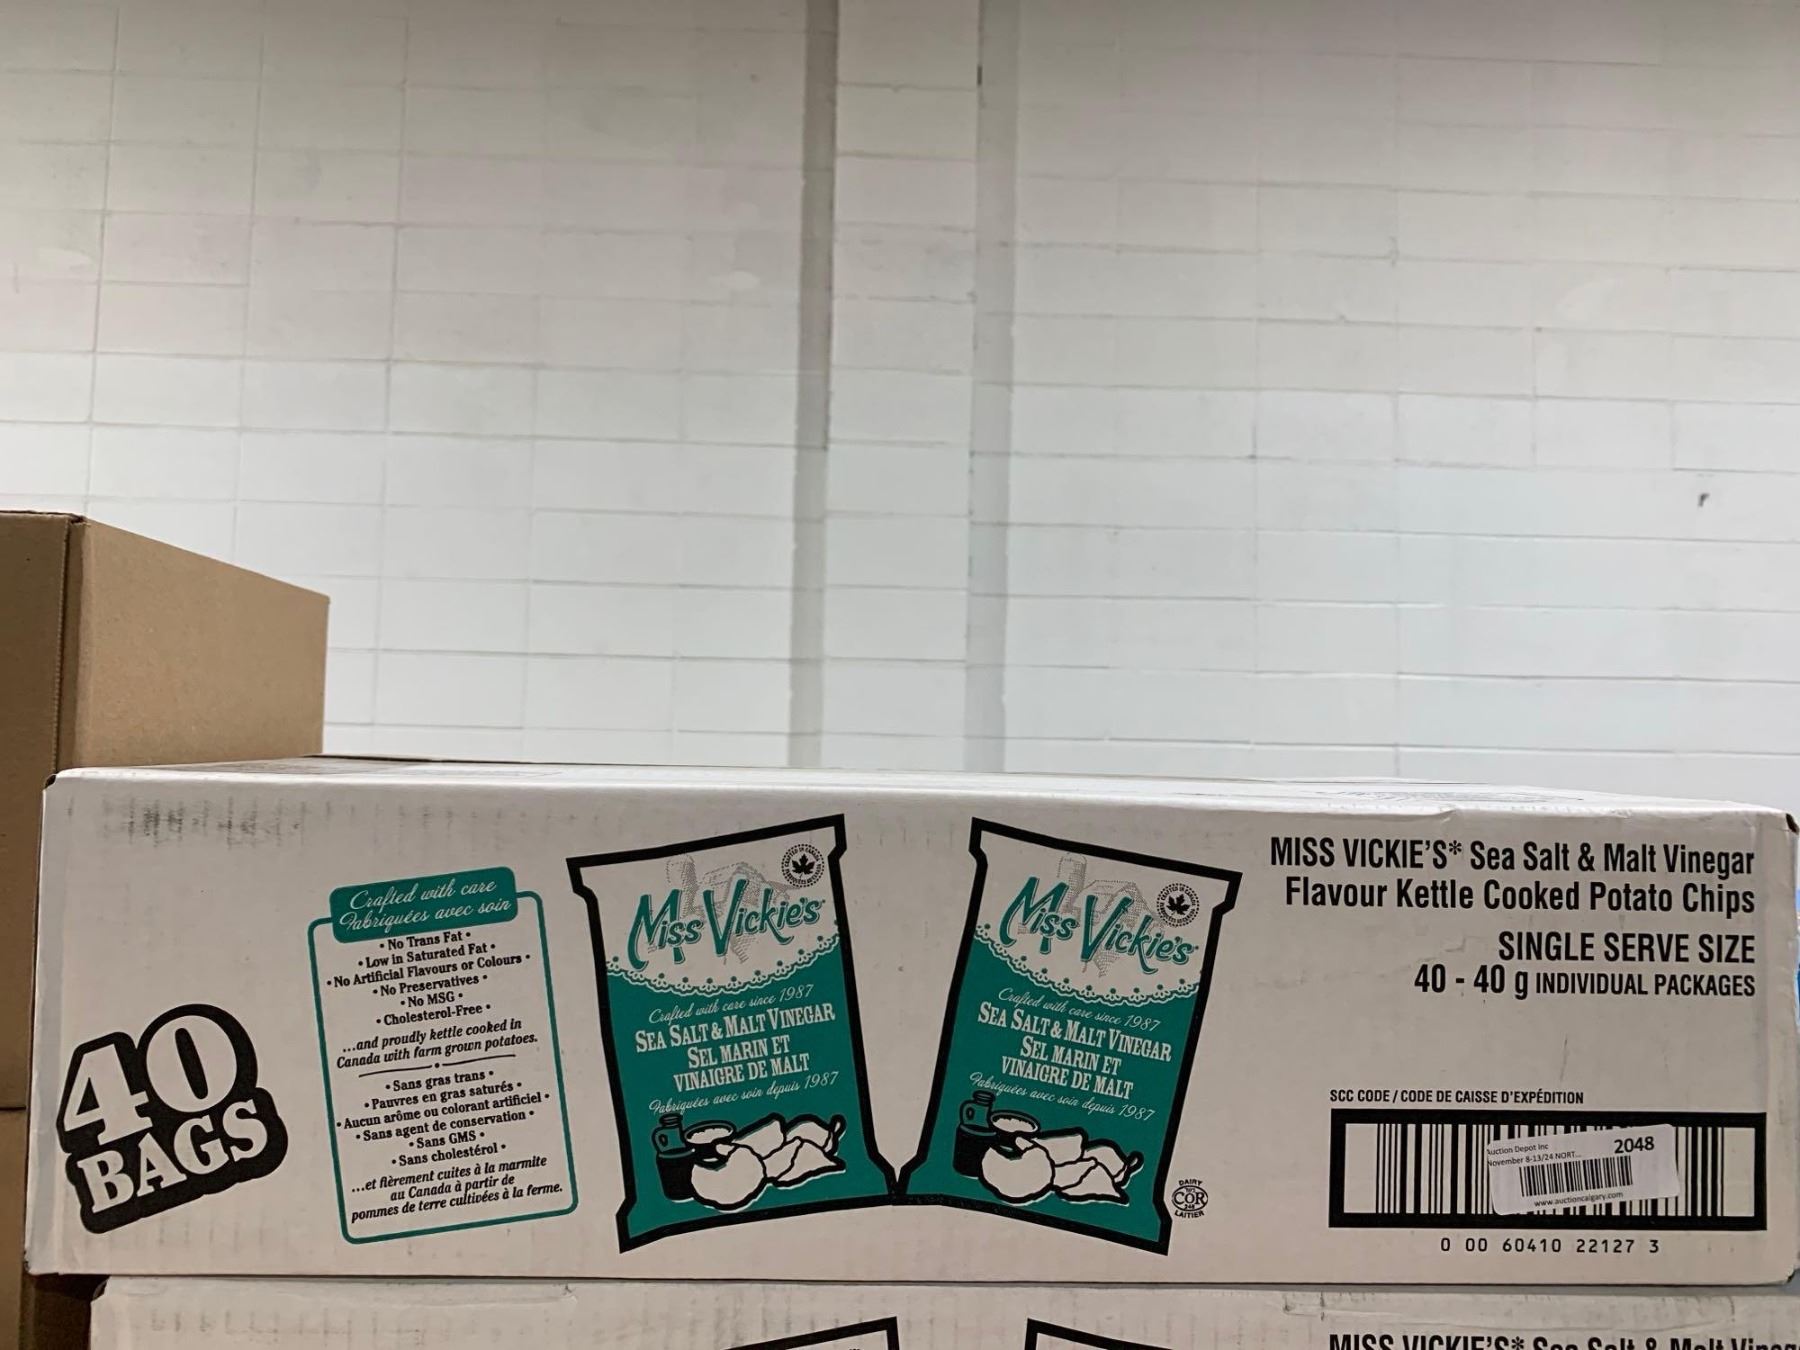 40
BAGS
Crafted with care
Fabriquées avec soin
• No Trans Fat •
• Low in Saturated Fat •
• No Artificial Flavours or Colours •
• No Preservatives •
• No MSG •
• Cholesterol-Free •
...and proudly kettle cooked in
Canada with farm grown potatoes.
• Sans gras trans •
• Pauvres en gras saturés •
• Aucun arôme ou colorant artificiel •
• Sans agent de conservation •
• Sans GMS •
• Sans cholestérol •
...et fièrement cuites à la marmite
au Canada à partir de
pommes de terre cultivées à la ferme.
Miss Vickie's
Crafted with care since 1987
SEA SALT & MALT VINEGAR
SEL MARIN ET
VINAIGRE DE MALT
Fabriquées avec soin depuis 1987
Miss Vickie's
Crafted with care since 1987
SEA SALT & MALT VINEGAR
SEL MARIN ET
VINAIGRE DE MALT
Fabriquées avec soin depuis 1987
DAIRY
COR
248
LAITIER
MISS VICKIE'S* Sea Salt & Malt Vinegar
Flavour Kettle Cooked Potato Chips
SINGLE SERVE SIZE
40 - 40 g INDIVIDUAL PACKAGES
SCC CODE / CODE DE CAISSE D'EXPÉDITION
Auction Depot Inc
November 8-13/24 NORT...
2048
www.auctioncalgary.com
0 00 60410 22127 3
MISS VICKIE'S* Sea Salt & Malt Vinegar